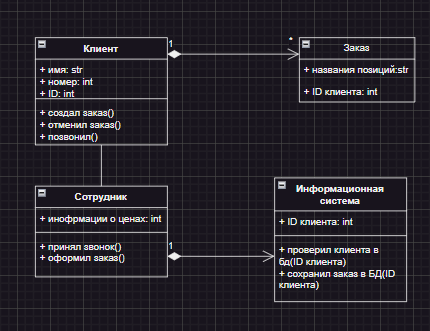 Клиент
+ имя: str
+ номер: int
+ ID: int
+ создал заказ()
+ отменил заказ()
+ позвонил()
1
*
Заказ
+ названия позиций:str
+ ID клиента: int
Сотрудник
+ инофрмации о ценах: int
+ принял звонок()
+ оформил заказ()
1
Информационная
система
+ ID клиента: int
+ проверил клиента в
бд(ID клиента)
+ сохранил заказ в БД(ID
клиента)